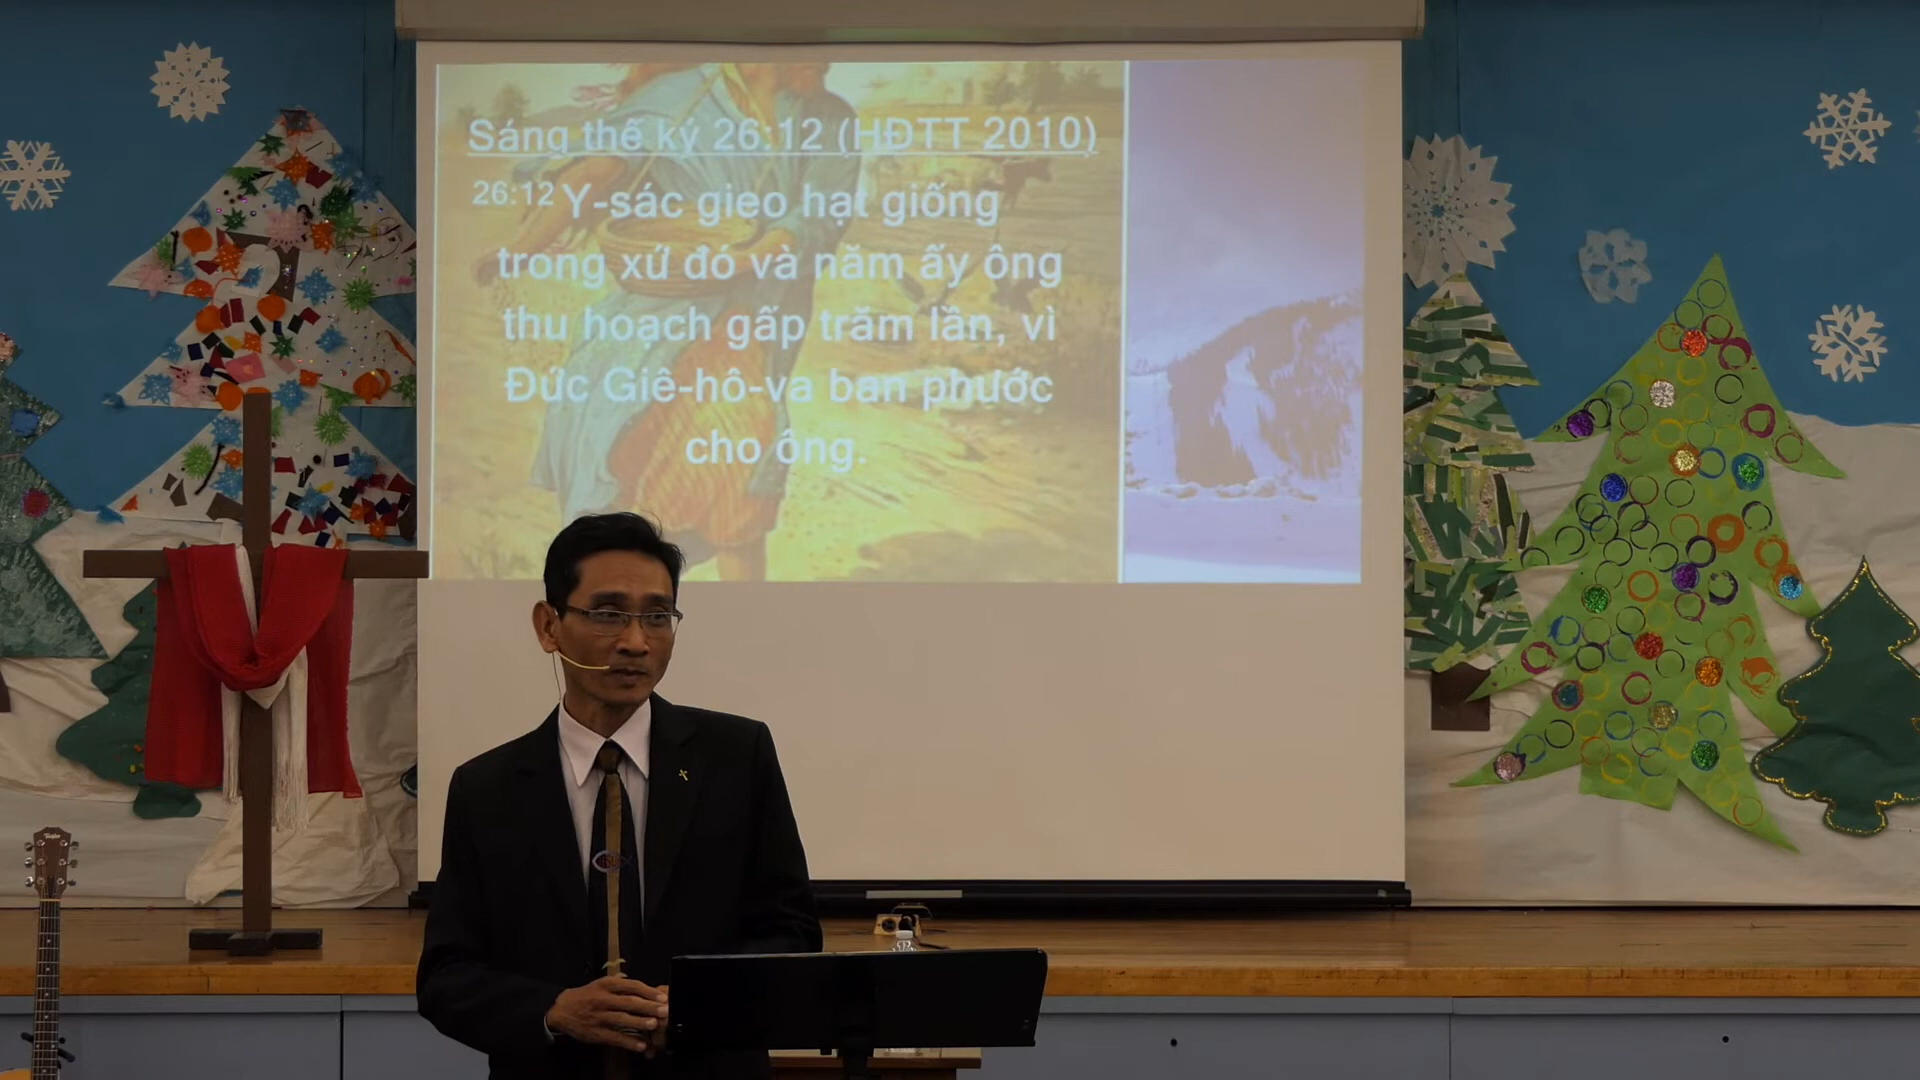 Sáng thế ký 26:12 (HĐTT 2010)
26:12 Y-sác gieo hạt giống
trong xứ đó và năm ấy ông
thu hoạch gấp trăm lần, vì
Đức Giê-hô-va ban phước
cho ông.
Taylor